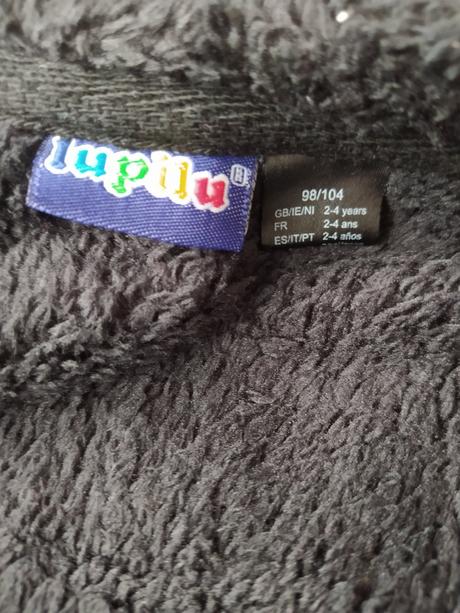 lupilu®
98/104
GB/IE/NI 2-4 years
FR 2-4 ans
ES/IT/PT 2-4 años